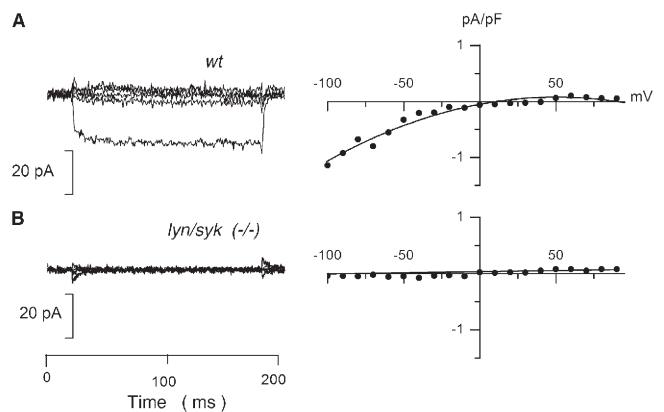 A
wt
20 pA
pA/pF
1
-100
-50
50
mV
-1
B
lyn/syk (-/-)
20 pA
1
-100
-50
50
-1
0
100
200
Time ( ms )